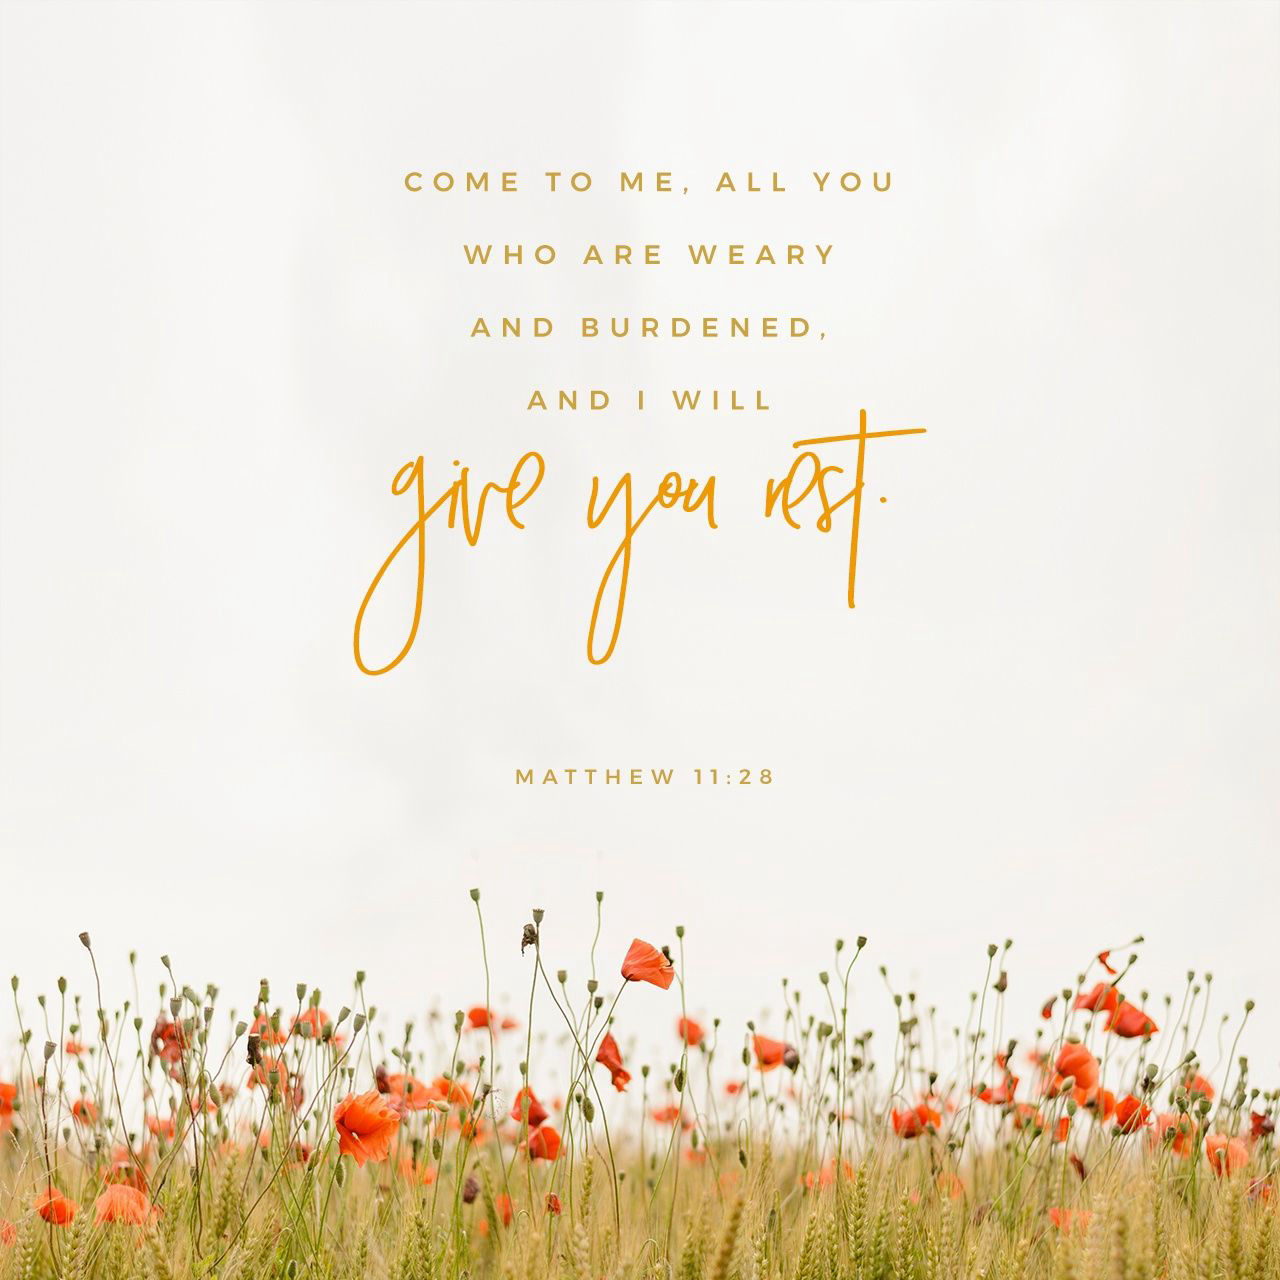 COME TO ME, ALL YOU
WHO ARE WEARY
AND BURDENED,
AND I WILL
give you rest.
MATTHEW 11:28